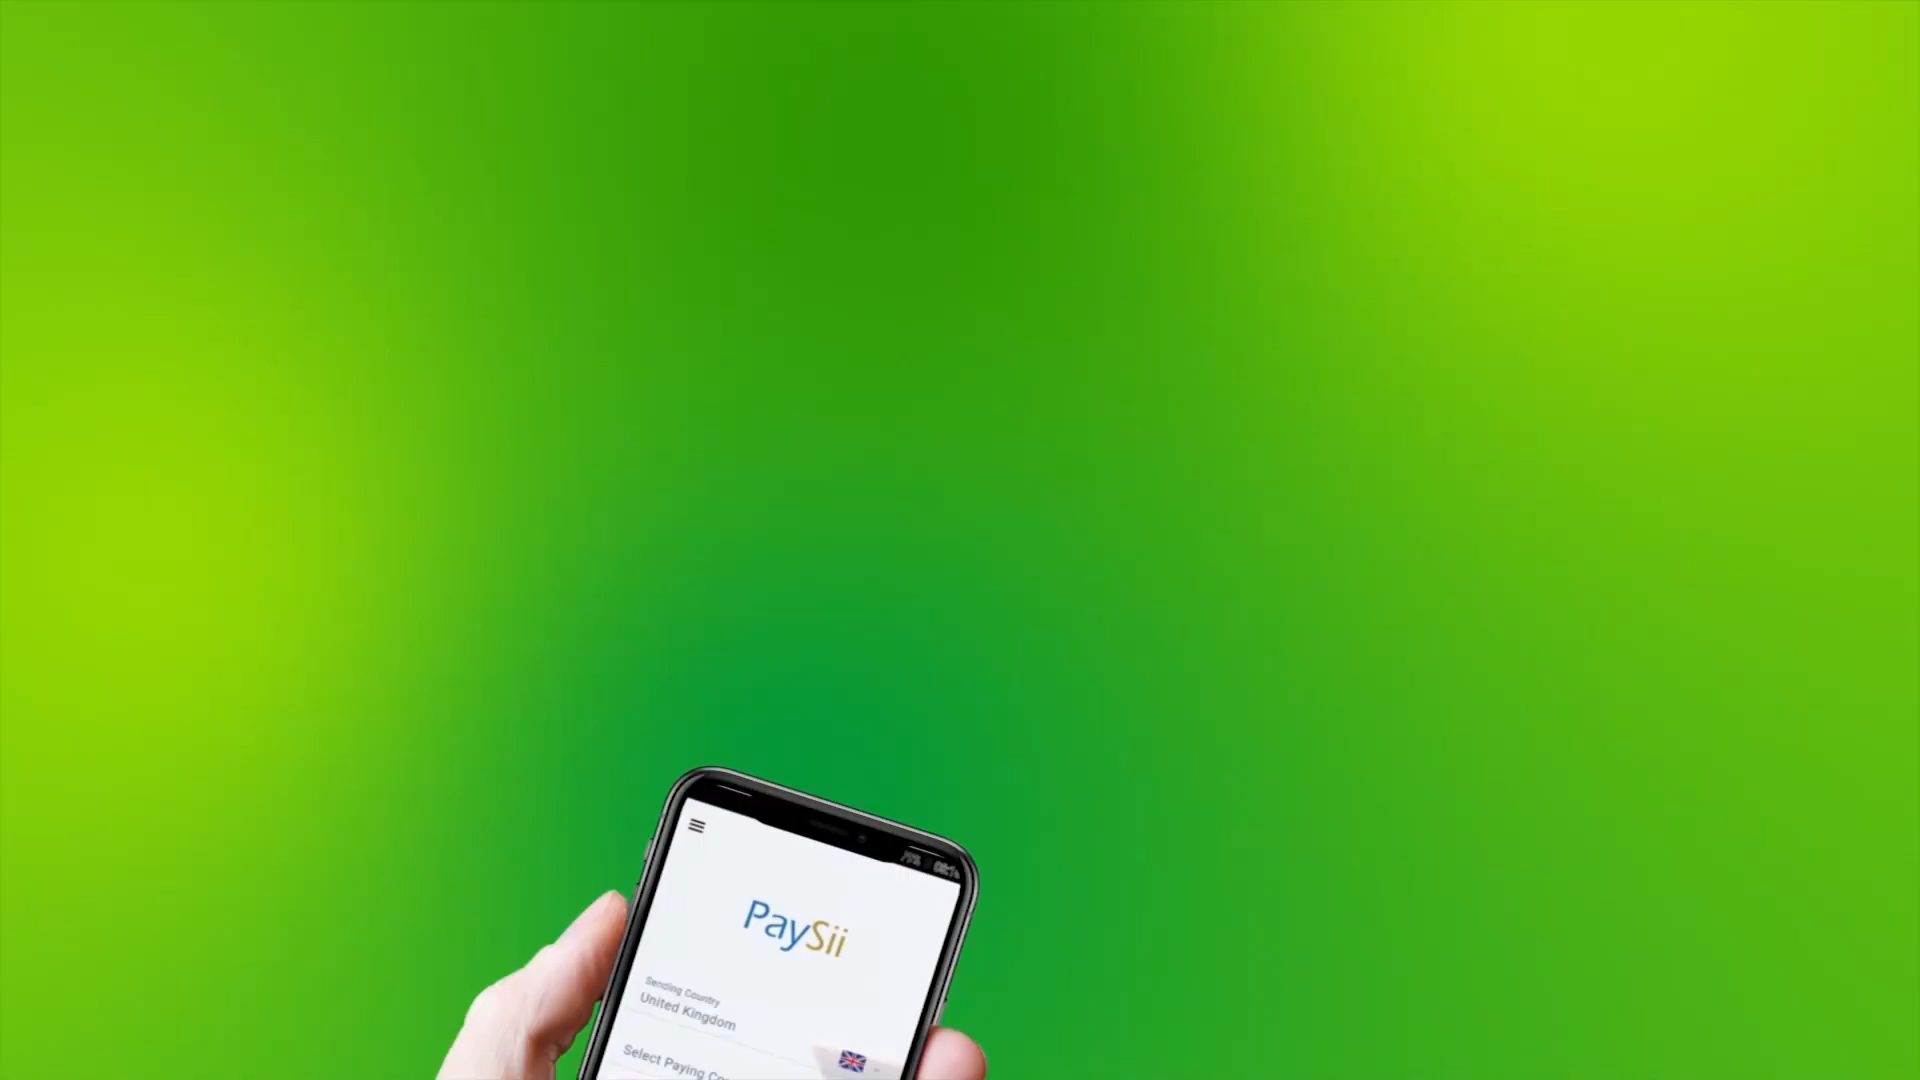 PaySii
Sending Country
United Kingdom
Select Paying